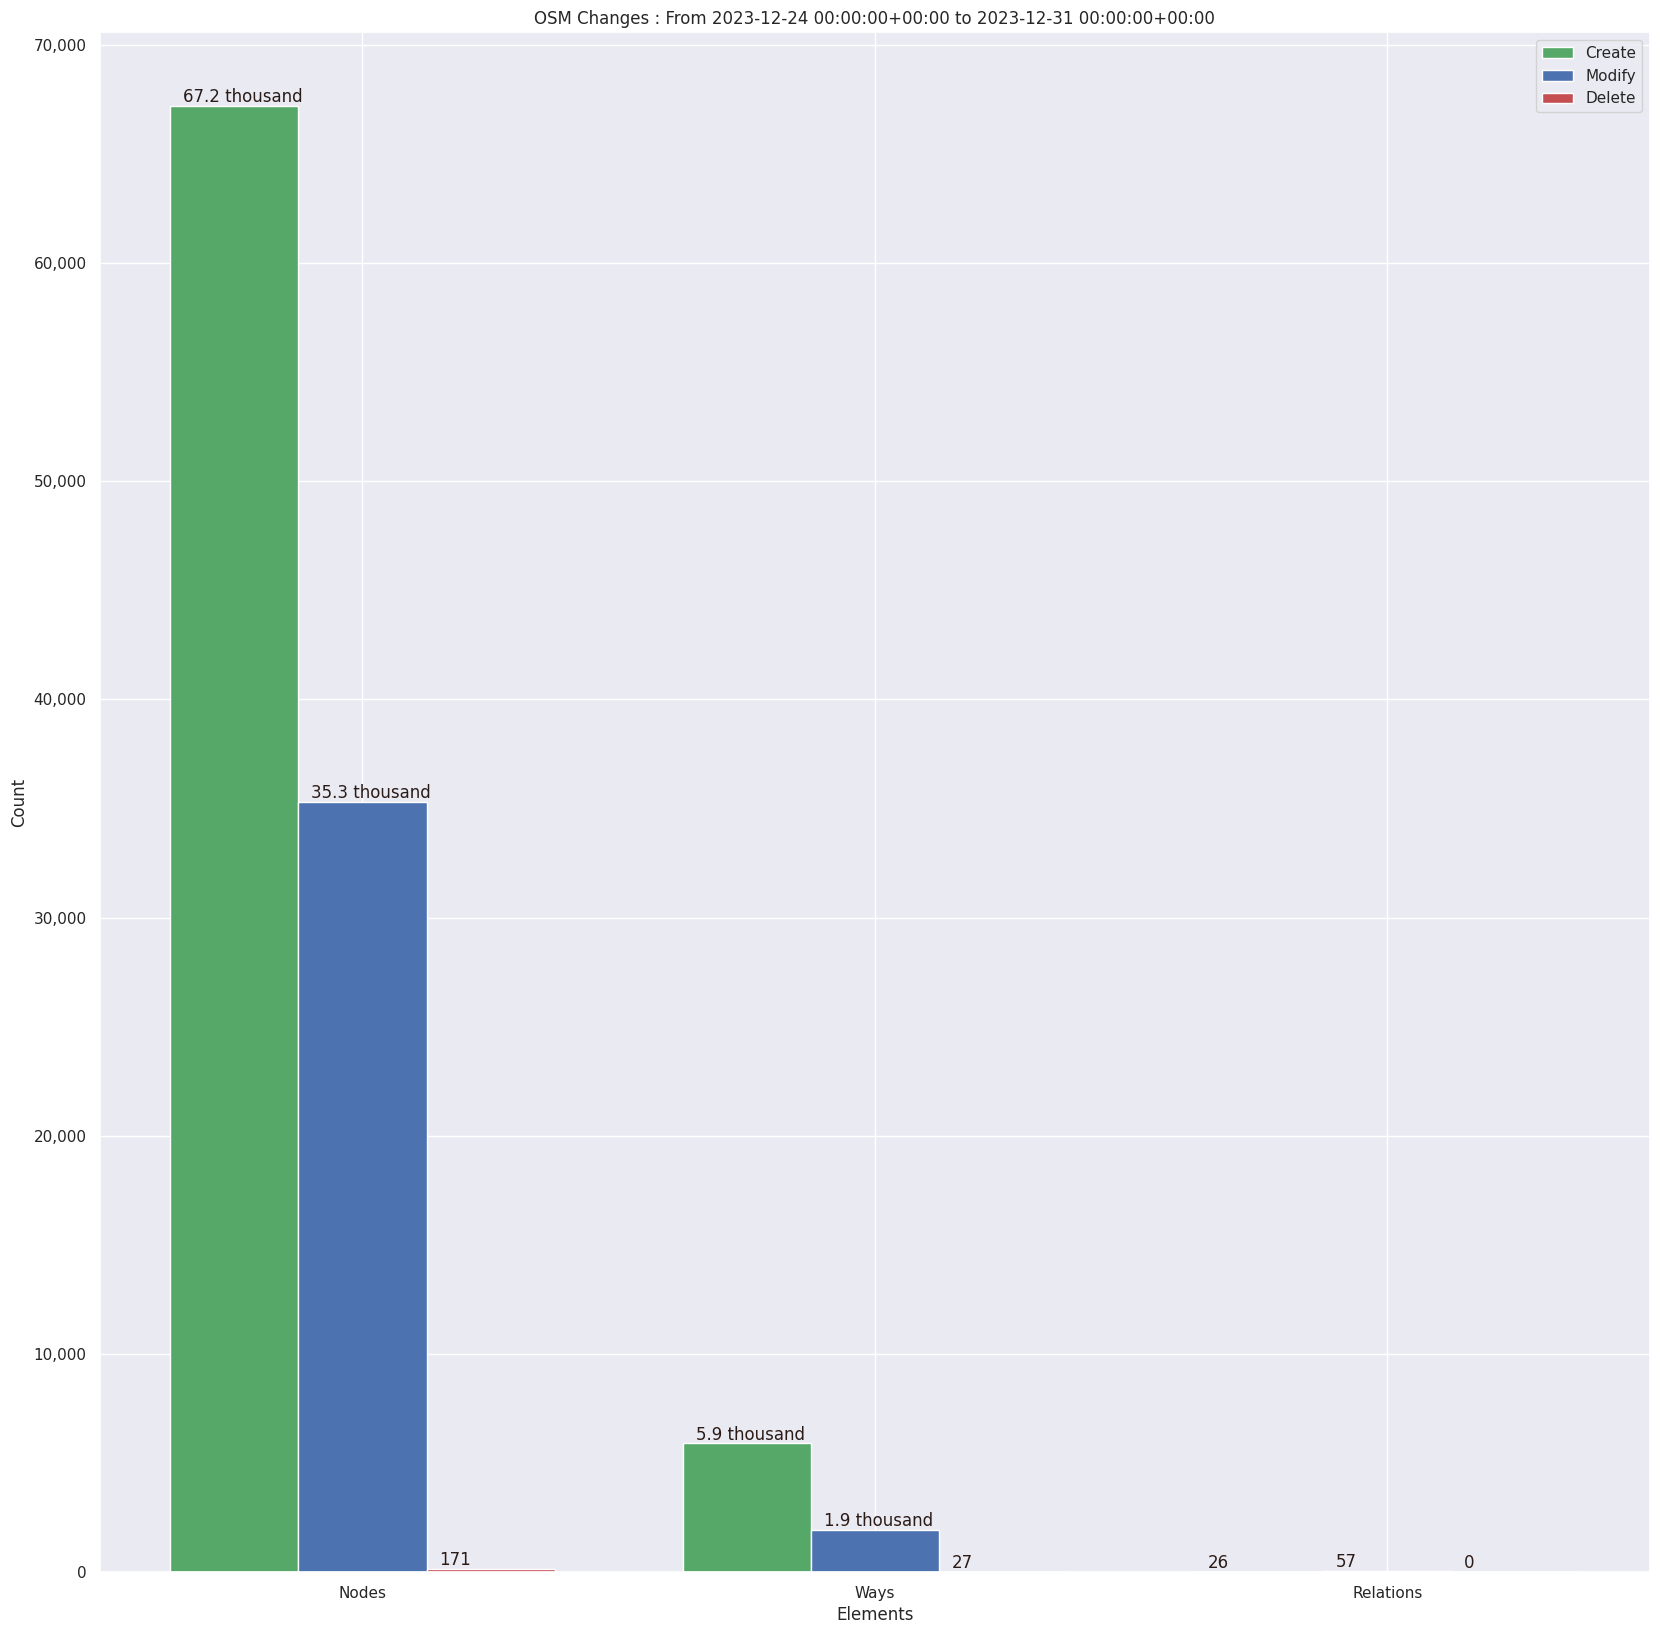 OSM Changes : From 2023-12-24 00:00:00+00:00 to 2023-12-31 00:00:00+00:00
Create
Modify
Delete
70,000
60,000
50,000
40,000
30,000
20,000
10,000
0
Count
67.2 thousand
35.3 thousand
171
5.9 thousand
1.9 thousand
27
26
57
0
Nodes
Ways
Relations
Elements